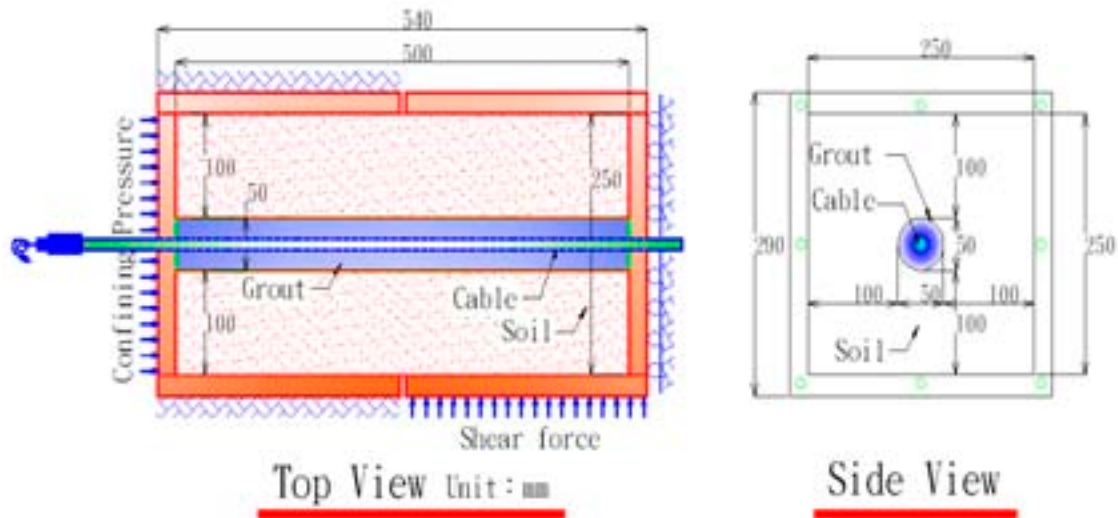 540
500
100
50
250
Confining Pressure
Grout
Cable
Soil
100
Shear force
Top View Unit:mm
250
Grout
Cable
100
290
50
250
100
50
100
Soil
100
Side View